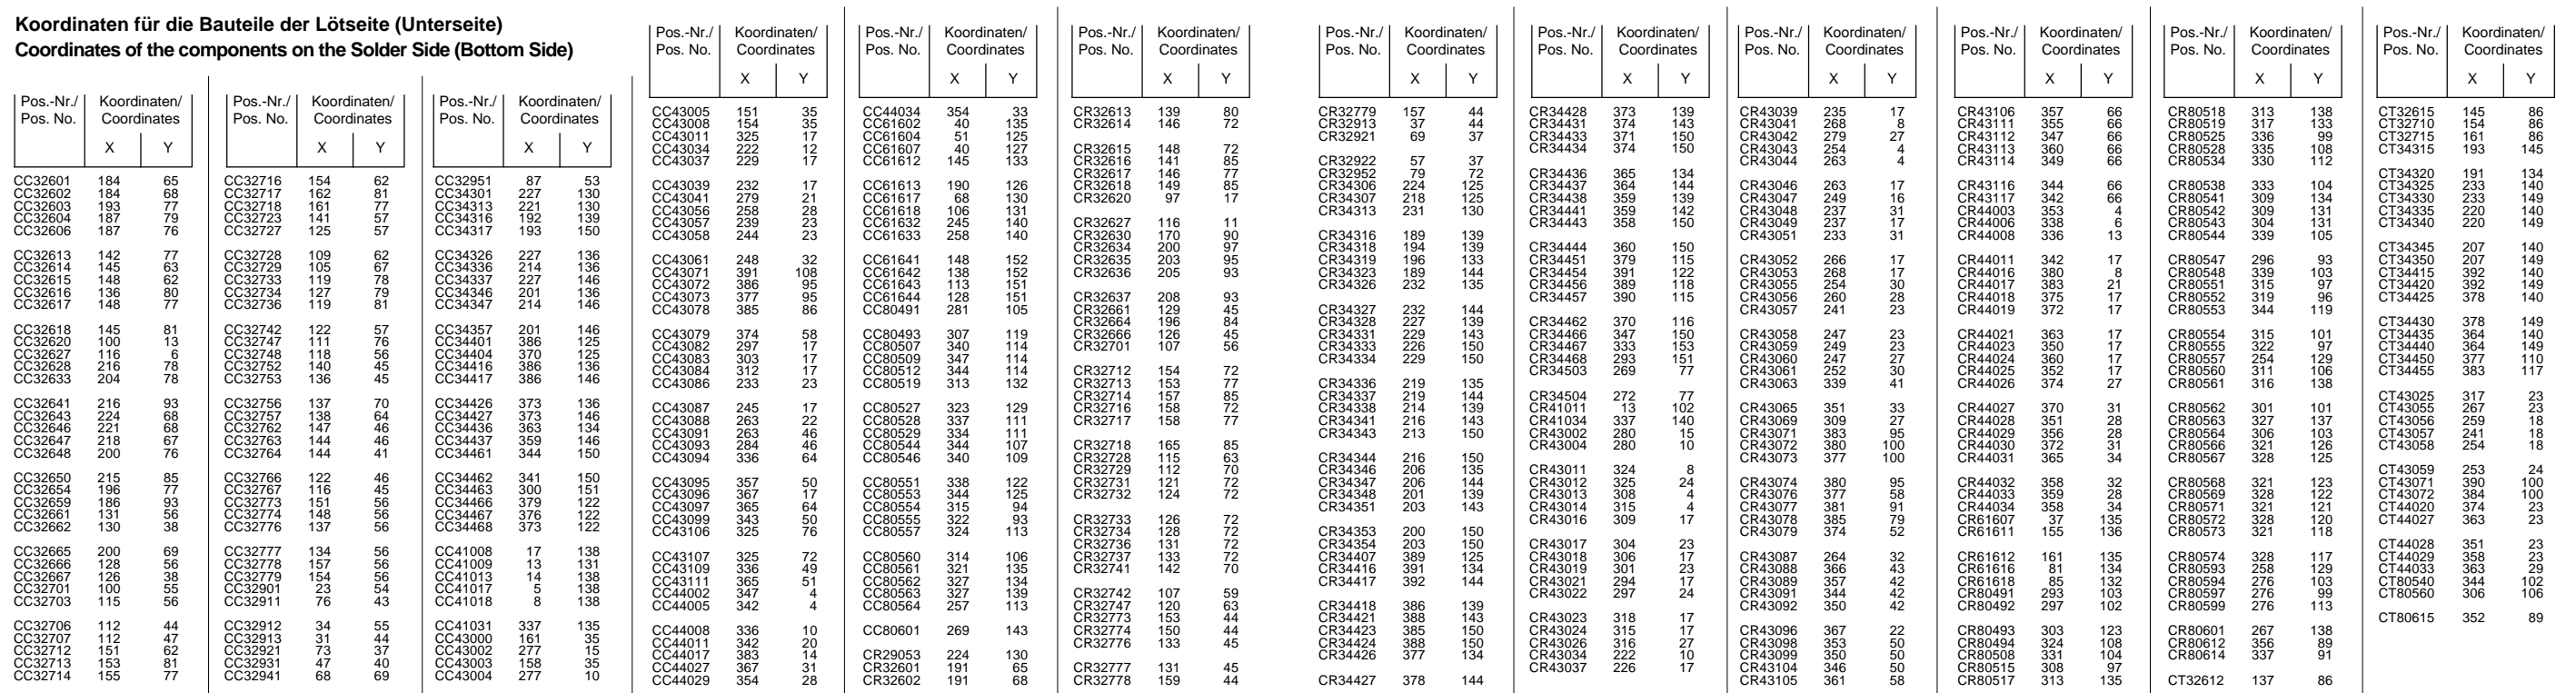 Koordinaten für die Bauteile der Lötseite (Unterseite)
Coordinates of the components on the Solder Side (Bottom Side)
Pos.-Nr./ Koordinaten/
Pos. No. Coordinates
X Y
CC32601 184 65
CC32602 184 68
CC32603 193 77
CC32604 187 79
CC32606 187 76
CC32613 142 77
CC32614 145 63
CC32615 148 62
CC32616 136 80
CC32617 148 77
CC32618 145 81
CC32620 100 13
CC32627 116 6
CC32628 216 78
CC32633 204 78
CC32641 216 93
CC32643 224 68
CC32646 221 68
CC32647 218 67
CC32648 200 76
CC32650 215 85
CC32654 196 77
CC32659 186 93
CC32661 131 56
CC32662 130 38
CC32665 200 69
CC32666 128 56
CC32667 126 38
CC32701 100 55
CC32703 115 56
CC32706 112 44
CC32707 112 47
CC32712 151 62
CC32713 153 81
CC32714 155 77
Pos.-Nr./ Koordinaten/
Pos. No. Coordinates
X Y
CC32716 154 62
CC32717 162 81
CC32718 161 77
CC32723 141 57
CC32727 125 57
CC32728 109 62
CC32729 105 67
CC32733 119 78
CC32734 127 79
CC32736 119 81
CC32742 122 57
CC32747 111 76
CC32748 118 56
CC32752 140 45
CC32753 136 45
CC32756 137 70
CC32757 138 64
CC32762 147 46
CC32763 144 46
CC32764 144 41
CC32766 122 46
CC32767 116 45
CC32773 151 56
CC32774 148 56
CC32776 137 56
CC32777 134 56
CC32778 157 56
CC32779 154 56
CC32901 23 54
CC32911 76 43
CC32912 34 55
CC32913 31 44
CC32921 73 37
CC32931 47 40
CC32941 68 69
Pos.-Nr./ Koordinaten/
Pos. No. Coordinates
X Y
CC32951 87 53
CC34301 227 130
CC34313 221 130
CC34316 192 139
CC34317 193 150
CC34326 227 136
CC34336 214 136
CC34337 227 146
CC34346 201 136
CC34347 214 146
CC34357 201 146
CC34401 386 125
CC34404 370 125
CC34416 386 136
CC34417 386 146
CC34426 373 136
CC34427 373 146
CC34436 363 134
CC34437 359 146
CC34461 344 150
CC34462 341 150
CC34463 300 151
CC34466 379 122
CC34467 376 122
CC34468 373 122
CC41008 17 138
CC41009 13 131
CC41013 14 138
CC41017 5 138
CC41018 8 138
CC41031 337 135
CC43000 161 35
CC43002 277 15
CC43003 158 35
CC43004 277 10
Pos.-Nr./ Koordinaten/
Pos. No. Coordinates
X Y
CC43005 151 35
CC43008 154 35
CC43011 325 17
CC43034 222 12
CC43037 229 17
CC43039 232 17
CC43041 279 21
CC43056 258 28
CC43057 239 23
CC43058 244 23
CC43061 248 32
CC43071 391 108
CC43072 386 95
CC43073 377 95
CC43078 385 86
CC43079 374 58
CC43082 297 17
CC43083 303 17
CC43084 312 17
CC43086 233 23
CC43087 245 17
CC43088 263 22
CC43091 263 46
CC43093 284 46
CC43094 336 64
CC43095 357 50
CC43096 367 17
CC43097 365 64
CC43099 343 50
CC43106 325 76
CC43107 325 72
CC43109 336 49
CC43111 365 51
CC44002 347 4
CC44005 342 4
CC44008 336 10
CC44011 342 20
CC44017 383 14
CC44027 367 31
CC44029 354 28
Pos.-Nr./ Koordinaten/
Pos. No. Coordinates
X Y
CC44034 354 33
CC61602 40 135
CC61604 51 125
CC61607 40 127
CC61612 145 133
CC61613 190 126
CC61617 68 130
CC61618 106 131
CC61632 245 140
CC61633 258 140
CC61641 148 152
CC61642 138 152
CC61643 113 151
CC61644 128 151
CC80491 281 105
CC80493 307 119
CC80507 340 114
CC80509 347 114
CC80512 344 114
CC80519 313 132
CC80527 323 129
CC80528 337 111
CC80529 334 111
CC80544 344 107
CC80546 340 109
CC80551 338 122
CC80553 344 125
CC80554 315 94
CC80555 322 93
CC80557 324 113
CC80560 314 106
CC80561 321 135
CC80562 327 134
CC80563 327 139
CC80564 257 113
CC80601 269 143
CR29053 224 130
CR32601 191 65
CR32602 191 68
Pos.-Nr./ Koordinaten/
Pos. No. Coordinates
X Y
CR32613 139 80
CR32614 146 72
CR32615 148 72
CR32616 141 85
CR32617 146 77
CR32618 149 85
CR32620 97 17
CR32627 116 11
CR32630 170 90
CR32634 200 97
CR32635 203 95
CR32636 205 93
CR32637 208 93
CR32661 129 45
CR32664 196 84
CR32666 126 45
CR32701 107 56
CR32712 154 72
CR32713 153 77
CR32714 157 85
CR32716 158 72
CR32717 158 77
CR32718 165 85
CR32728 115 63
CR32729 112 70
CR32731 121 72
CR32732 124 72
CR32733 126 72
CR32734 128 72
CR32736 131 72
CR32737 133 72
CR32741 142 70
CR32742 107 59
CR32747 120 63
CR32773 153 44
CR32774 150 44
CR32776 133 45
CR32777 131 45
CR32778 159 44
Pos.-Nr./ Koordinaten/
Pos. No. Coordinates
X Y
CR32779 157 44
CR32913 37 44
CR32921 69 37
CR32922 57 37
CR32952 79 72
CR34306 224 125
CR34307 218 125
CR34313 231 130
CR34316 189 139
CR34318 194 139
CR34319 196 133
CR34323 189 144
CR34326 232 135
CR34327 232 144
CR34328 227 139
CR34331 229 143
CR34333 226 150
CR34334 229 150
CR34336 219 135
CR34337 219 144
CR34338 214 139
CR34341 216 143
CR34343 213 150
CR34344 216 150
CR34346 206 135
CR34347 206 144
CR34348 201 139
CR34351 203 143
CR34353 200 150
CR34354 203 150
CR34407 389 125
CR34416 391 134
CR34417 392 144
CR34418 386 139
CR34421 388 143
CR34423 385 150
CR34424 388 150
CR34426 377 134
CR34427 378 144
Pos.-Nr./ Koordinaten/
Pos. No. Coordinates
X Y
CR34428 373 139
CR34431 374 143
CR34433 371 150
CR34434 374 150
CR34436 365 134
CR34437 364 144
CR34438 359 139
CR34441 359 142
CR34443 358 150
CR34444 360 150
CR34451 379 115
CR34454 391 122
CR34456 389 118
CR34457 390 115
CR34462 370 116
CR34466 347 150
CR34467 333 153
CR34468 293 151
CR34503 269 77
CR34504 272 77
CR41011 13 102
CR41034 337 140
CR43002 280 15
CR43004 280 10
CR43011 324 8
CR43012 325 24
CR43013 308 4
CR43014 315 4
CR43016 309 17
CR43017 304 23
CR43018 306 17
CR43019 301 23
CR43021 294 17
CR43022 297 24
CR43023 318 17
CR43024 315 17
CR43026 316 27
CR43034 222 10
CR43037 226 17
Pos.-Nr./ Koordinaten/
Pos. No. Coordinates
X Y
CR43039 235 17
CR43041 268 8
CR43042 279 27
CR43043 254 4
CR43044 263 4
CR43046 263 17
CR43047 249 16
CR43048 237 31
CR43049 237 17
CR43051 233 31
CR43052 266 17
CR43053 268 17
CR43055 254 30
CR43056 260 28
CR43057 241 23
CR43058 247 23
CR43059 249 23
CR43060 247 27
CR43061 252 30
CR43063 339 41
CR43065 351 33
CR43069 309 27
CR43071 383 95
CR43072 380 100
CR43073 377 100
CR43074 380 95
CR43076 377 58
CR43077 381 91
CR43078 385 79
CR43079 374 52
CR43087 264 32
CR43088 366 43
CR43089 357 42
CR43091 344 42
CR43092 350 42
CR43096 367 22
CR43098 353 50
CR43099 350 50
CR43104 346 50
CR43105 361 58
Pos.-Nr./ Koordinaten/
Pos. No. Coordinates
X Y
CR43106 357 66
CR43111 355 66
CR43112 347 66
CR43113 360 66
CR43114 349 66
CR43116 344 66
CR43117 342 66
CR44003 353 4
CR44006 338 6
CR44008 336 13
CR44011 342 17
CR44016 380 8
CR44017 383 21
CR44018 375 17
CR44019 372 17
CR44021 363 17
CR44023 350 17
CR44024 360 17
CR44025 352 17
CR44026 374 27
CR44027 370 31
CR44028 351 28
CR44029 356 28
CR44030 372 31
CR44031 365 34
CR44032 358 32
CR44033 359 28
CR44034 358 34
CR61607 37 135
CR61611 155 136
CR61612 161 135
CR61616 81 134
CR61618 85 132
CR80491 293 103
CR80492 297 102
CR80493 303 123
CR80494 324 108
CR80508 331 104
CR80515 308 97
CR80517 313 135
Pos.-Nr./ Koordinaten/
Pos. No. Coordinates
X Y
CR80518 313 138
CR80519 317 133
CR80525 336 99
CR80528 335 108
CR80534 330 112
CR80538 333 104
CR80541 309 134
CR80542 309 131
CR80543 304 131
CR80544 339 105
CR80547 296 93
CR80548 339 103
CR80551 315 97
CR80552 319 96
CR80553 344 119
CR80554 315 101
CR80555 322 97
CR80557 254 129
CR80560 311 106
CR80561 316 138
CR80562 301 101
CR80563 327 137
CR80564 306 103
CR80566 321 126
CR80567 328 125
CR80568 321 123
CR80569 328 122
CR80571 321 121
CR80572 328 120
CR80573 321 118
CR80574 328 117
CR80593 258 129
CR80594 276 103
CR80597 276 99
CR80599 276 113
CR80601 267 138
CR80612 356 89
CR80614 337 91
CT32612 137 86
Pos.-Nr./ Koordinaten/
Pos. No. Coordinates
X Y
CT32615 145 86
CT32710 154 86
CT32715 161 86
CT34315 193 145
CT34320 191 134
CT34325 233 140
CT34330 233 149
CT34335 220 140
CT34340 220 149
CT34345 207 140
CT34350 207 149
CT34415 392 140
CT34420 392 149
CT34425 378 140
CT34430 378 149
CT34435 364 140
CT34440 364 149
CT34450 377 110
CT34455 383 117
CT43025 317 23
CT43055 267 23
CT43056 259 18
CT43057 241 18
CT43058 254 18
CT43059 253 24
CT43071 390 100
CT43072 384 100
CT44020 374 23
CT44027 363 23
CT44028 351 23
CT44029 358 23
CT44033 363 29
CT80540 344 102
CT80560 306 106
CT80615 352 89